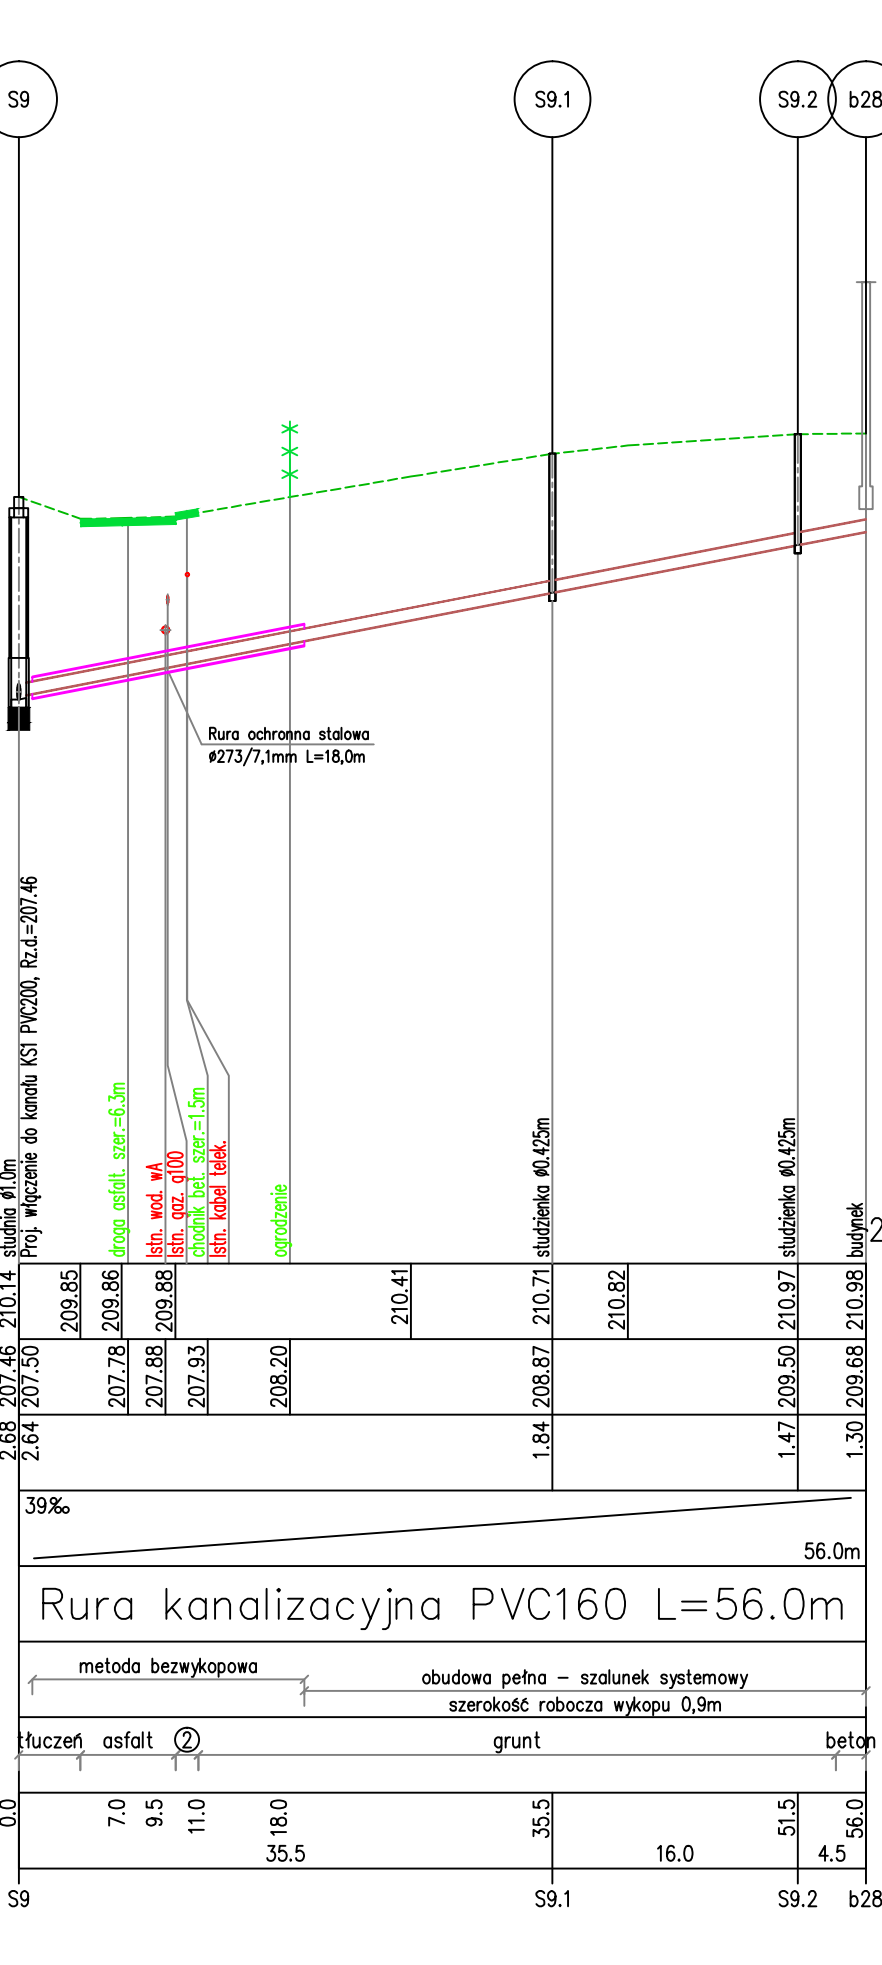 S9
S9.1
S9.2
b28
Rura ochronna stalowa
ø273/7,1mm L=18,0m
studnia ø1.0m
Proj. włączenie do kanału KS1 PVC200, Rz.d.=207.46
droga asfalt. szer.=6.3m
Istn. wod. wA
Istn. gaz. g100
chodnik bet. szer.=1.5m
Istn. kabel telek.
ogrodzenie
studzienka ø0.425m
studzienka ø0.425m
budynek
2
210.14
209.85
209.86
209.88
210.41
210.71
210.82
210.97
210.98
207.46
207.50
207.78
207.88
207.93
208.20
208.87
209.50
209.68
2.68
2.64
1.84
1.47
1.30
39‰
56.0m
Rura kanalizacyjna PVC160 L=56.0m
metoda bezwykopowa
obudowa pełna – szalunek systemowy
szerokość robocza wykopu 0,9m
tłuczeń
asfalt
2
grunt
beton
0.0
7.0
9.5
11.0
18.0
35.5
51.5
56.0
35.5
16.0
4.5
S9
S9.1
S9.2
b28